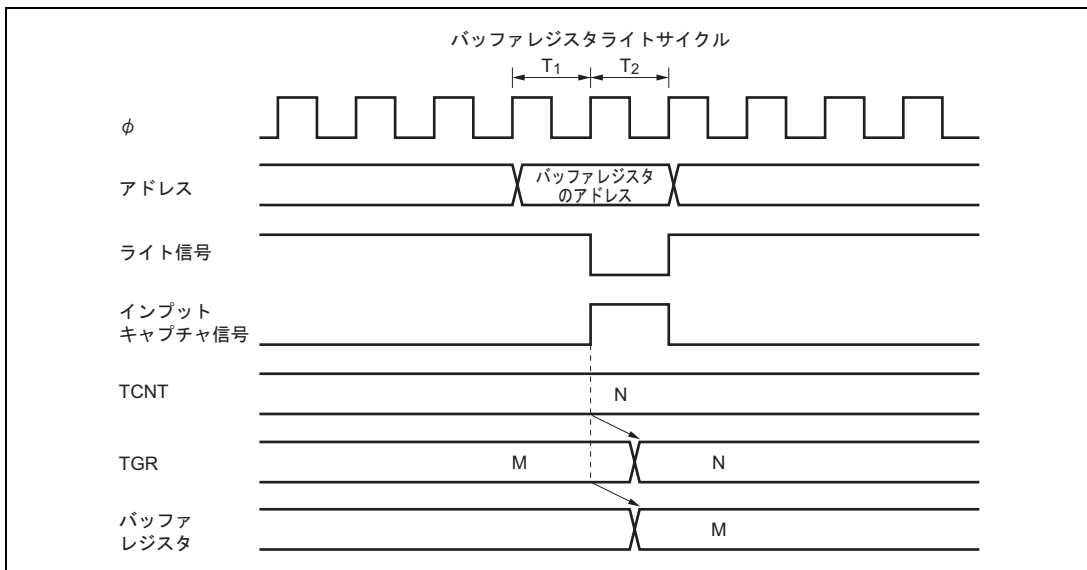 バッファレジスタライトサイクル
T1 T2
φ
アドレス
バッファレジスタ
のアドレス
ライト信号
インプット
キャプチャ信号
TCNT
N
TGR
M
N
バッファ
レジスタ
M